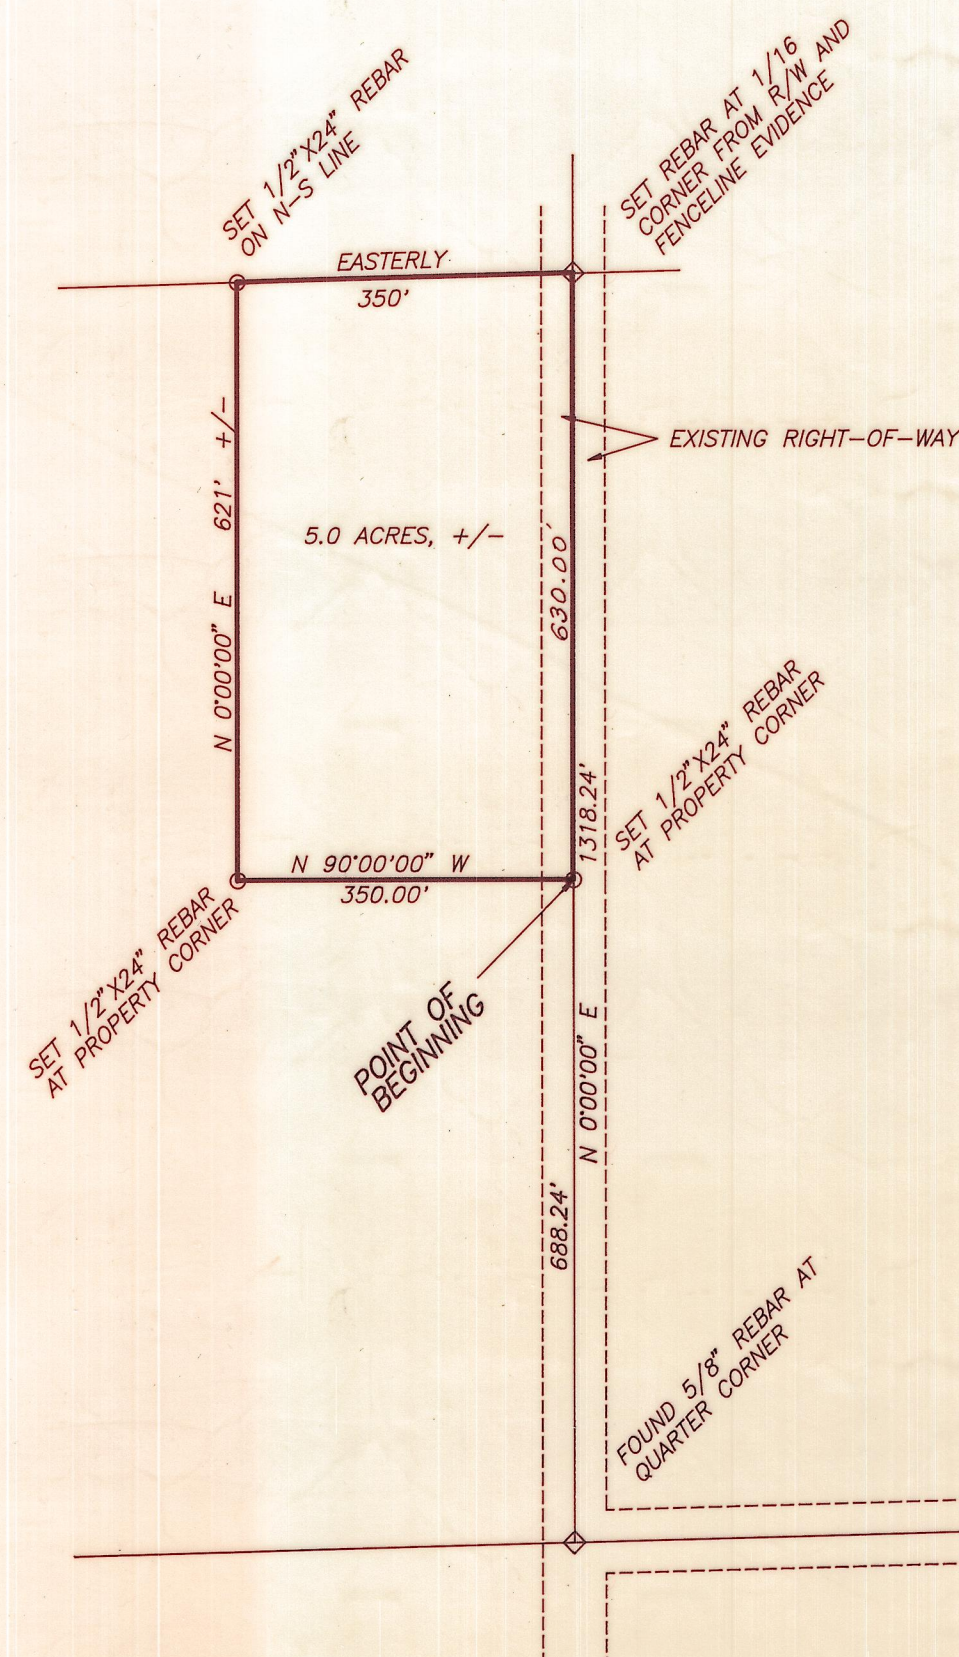 SET 1/2"X24" REBAR
ON N-S LINE
SET REBAR AT 1/16
CORNER FROM R/W AND
FENCELINE EVIDENCE
EASTERLY
350'
EXISTING RIGHT-OF-WAY
N 0°00'00" E 621' +/-
5.0 ACRES, +/-
630.00'
SET 1/2"X24" REBAR
AT PROPERTY CORNER
1318.24'
N 90°00'00" W
350.00'
SET 1/2"X24" REBAR
AT PROPERTY CORNER
POINT OF
BEGINNING
N 0°00'00" E
688.24'
FOUND 5/8" REBAR AT
QUARTER CORNER